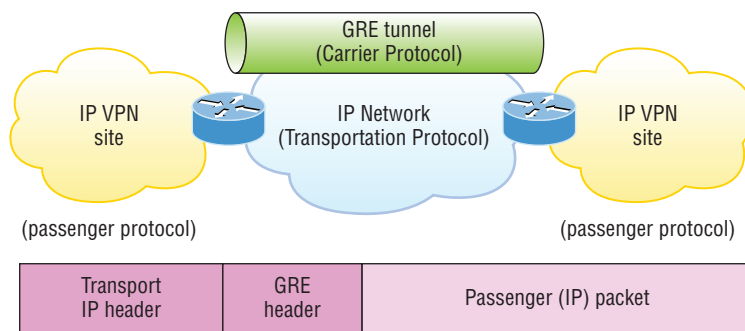 GRE tunnel
(Carrier Protocol)
IP VPN
site
IP Network
(Transportation Protocol)
IP VPN
site
(passenger protocol)
(passenger protocol)
Transport
IP header
GRE
header
Passenger (IP) packet